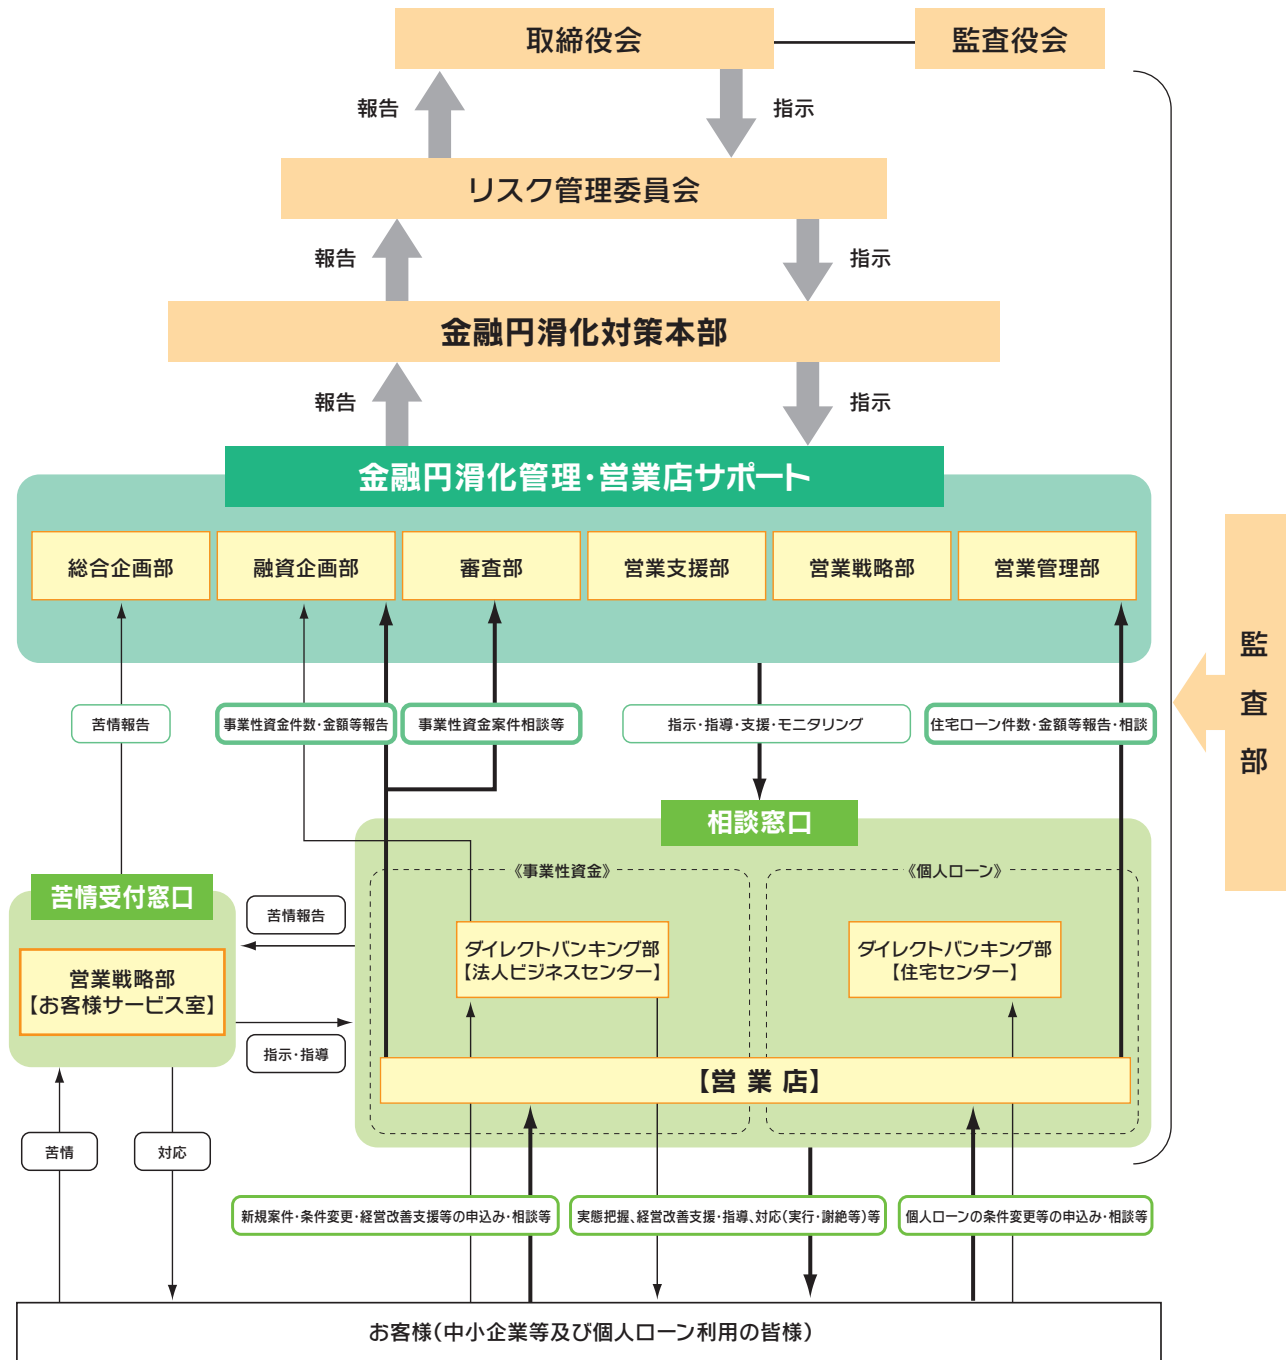 取締役会
監査役会
報告
指示
リスク管理委員会
報告
指示
金融円滑化対策本部
報告
指示
金融円滑化管理・営業店サポート
総合企画部
融資企画部
審査部
営業支援部
営業戦略部
営業管理部
監査部
苦情報告
事業性資金件数・金額等報告
事業性資金案件相談等
指示・指導・支援・モニタリング
住宅ローン件数・金額等報告・相談
相談窓口
《事業性資金》
《個人ローン》
苦情受付窓口
苦情報告
ダイレクトバンキング部
【法人ビジネスセンター】
ダイレクトバンキング部
【住宅センター】
営業戦略部
【お客様サービス室】
指示・指導
【営 業 店】
苦情
対応
新規案件・条件変更・経営改善支援等の申込み・相談等
実態把握、経営改善支援・指導、対応(実行・謝絶等)等
個人ローンの条件変更等の申込み・相談等
お客様(中小企業等及び個人ローン利用の皆様)